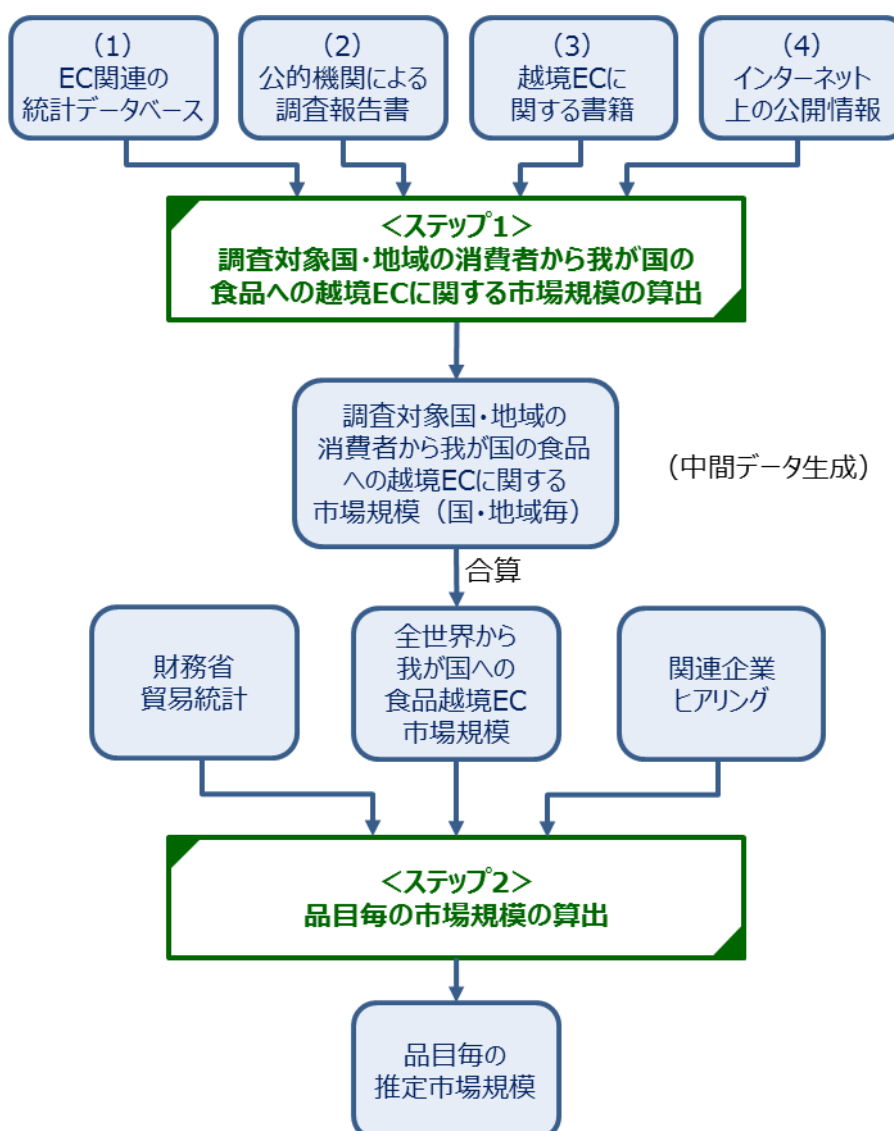 (1)
EC関連の
統計データベース
(2)
公的機関による
調査報告書
(3)
越境ECに
関する書籍
(4)
インターネット
上の公開情報
＜ステップ1＞
調査対象国・地域の消費者から我が国の
食品への越境ECに関する市場規模の算出
調査対象国・地域の
消費者から我が国の食品
への越境ECに関する
市場規模（国・地域毎）
（中間データ生成）
合算
財務省
貿易統計
全世界から
我が国への
食品越境EC
市場規模
関連企業
ヒアリング
＜ステップ2＞
品目毎の市場規模の算出
品目毎の
推定市場規模